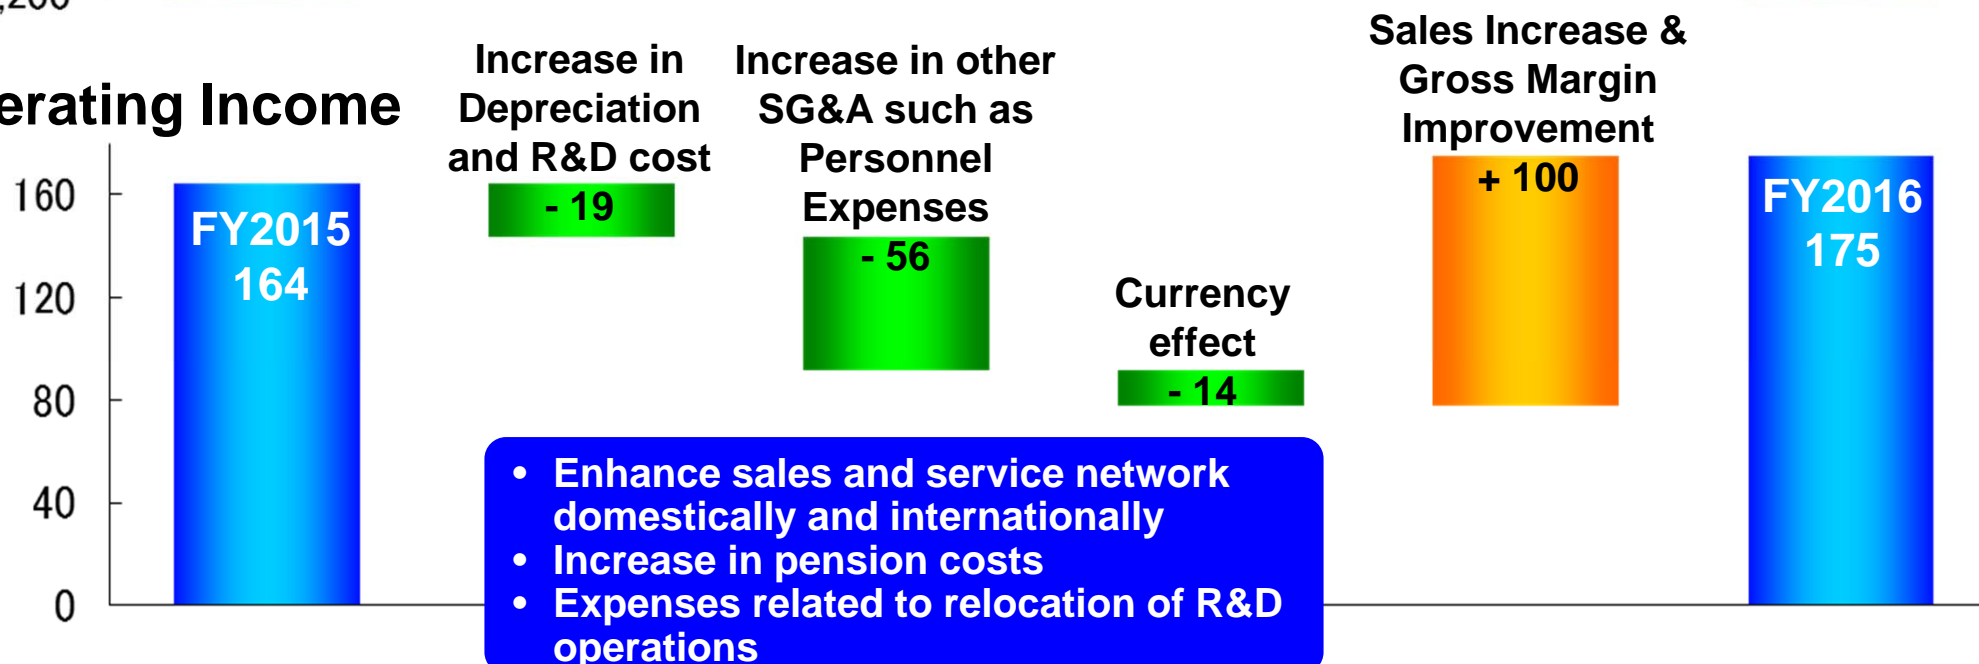 erating Income
Increase in
Depreciation
and R&D cost
- 19
Increase in other
SG&A such as
Personnel
Expenses
- 56
Currency
effect
- 14
Sales Increase &
Gross Margin
Improvement
+ 100
160
120
80
40
0
FY2015
164
FY2016
175
• Enhance sales and service network
domestically and internationally
• Increase in pension costs
• Expenses related to relocation of R&D
operations